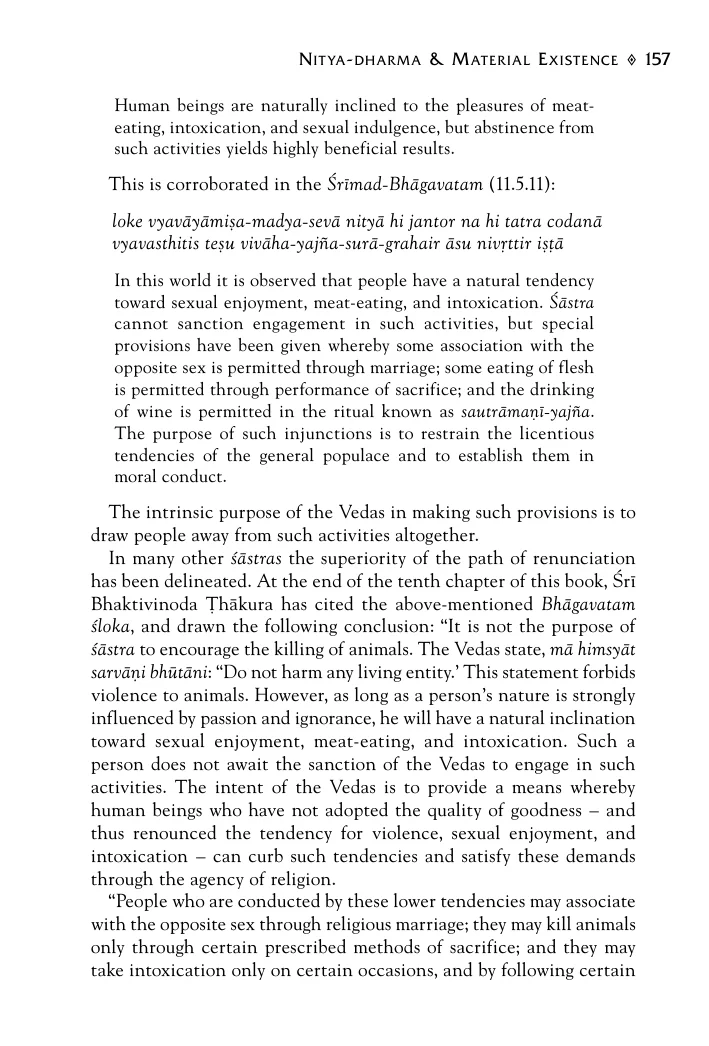 NITYA-DHARMA & MATERIAL EXISTENCE ◊ 157
Human beings are naturally inclined to the pleasures of meat-
eating, intoxication, and sexual indulgence, but abstinence from
such activities yields highly beneficial results.
This is corroborated in the Śrīmad-Bhāgavatam (11.5.11):
loke vyavāyāmiṣa-madya-sevā nityā hi jantor na hi tatra codanā
vyavasthitis teṣu vivāha-yajña-surā-grahair āsu nivṛttir iṣṭā
In this world it is observed that people have a natural tendency
toward sexual enjoyment, meat-eating, and intoxication. Śāstra
cannot sanction engagement in such activities, but special
provisions have been given whereby some association with the
opposite sex is permitted through marriage; some eating of flesh
is permitted through performance of sacrifice; and the drinking
of wine is permitted in the ritual known as sautrāmaṇī-yajña.
The purpose of such injunctions is to restrain the licentious
tendencies of the general populace and to establish them in
moral conduct.
The intrinsic purpose of the Vedas in making such provisions is to
draw people away from such activities altogether.
In many other śāstras the superiority of the path of renunciation
has been delineated. At the end of the tenth chapter of this book, Śrī
Bhaktivinoda Ṭhākura has cited the above-mentioned Bhāgavatam
śloka, and drawn the following conclusion: “It is not the purpose of
śāstra to encourage the killing of animals. The Vedas state, mā himsyāt
sarvāṇi bhūtāni: “Do not harm any living entity.’ This statement forbids
violence to animals. However, as long as a person’s nature is strongly
influenced by passion and ignorance, he will have a natural inclination
toward sexual enjoyment, meat-eating, and intoxication. Such a
person does not await the sanction of the Vedas to engage in such
activities. The intent of the Vedas is to provide a means whereby
human beings who have not adopted the quality of goodness – and
thus renounced the tendency for violence, sexual enjoyment, and
intoxication – can curb such tendencies and satisfy these demands
through the agency of religion.
“People who are conducted by these lower tendencies may associate
with the opposite sex through religious marriage; they may kill animals
only through certain prescribed methods of sacrifice; and they may
take intoxication only on certain occasions, and by following certain